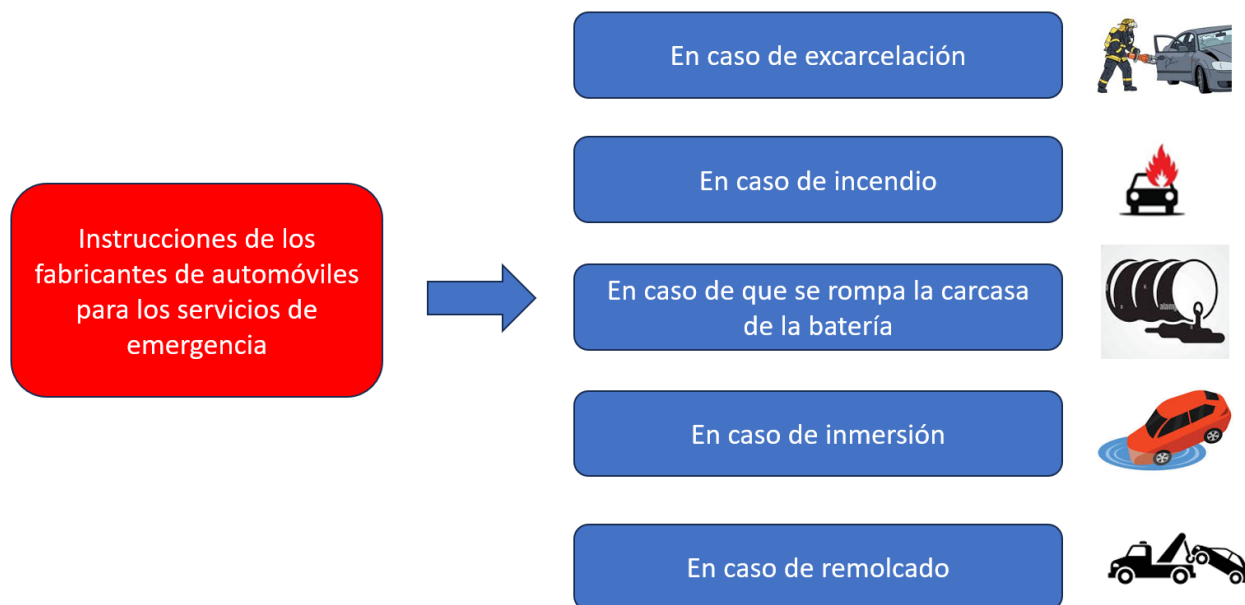 En caso de excarcelación
En caso de incendio
Instrucciones de los
fabricantes de automóviles
para los servicios de
emergencia
En caso de que se rompa la carcasa
de la batería
En caso de inmersión
En caso de remolcado